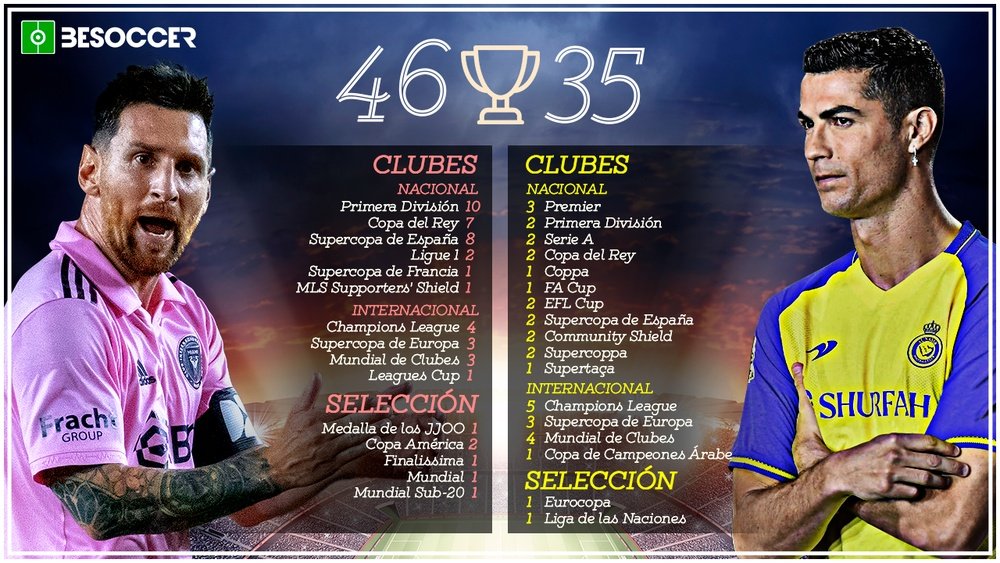 BESOCCER
46 35
CLUBES
NACIONAL
Primera División 10
Copa del Rey 7
Supercopa de España 8
Ligue 1 2
Supercopa de Francia 1
MLS Supporters' Shield 1
INTERNACIONAL
Champions League 4
Supercopa de Europa 3
Mundial de Clubes 3
Leagues Cup 1
SELECCIÓN
Medalla de los JJOO 1
Copa América 2
Finalissima 1
Mundial 1
Mundial Sub-20 1
CLUBES
NACIONAL
3 Premier
2 Primera División
2 Serie A
2 Copa del Rey
1 Coppa
1 FA Cup
2 EFL Cup
2 Supercopa de España
2 Community Shield
2 Supercoppa
1 Supertaça
INTERNACIONAL
5 Champions League
3 Supercopa de Europa
4 Mundial de Clubes
1 Copa de Campeones Árabe
SELECCIÓN
1 Eurocopa
1 Liga de las Naciones
Fracht
GROUP
SHURFAH